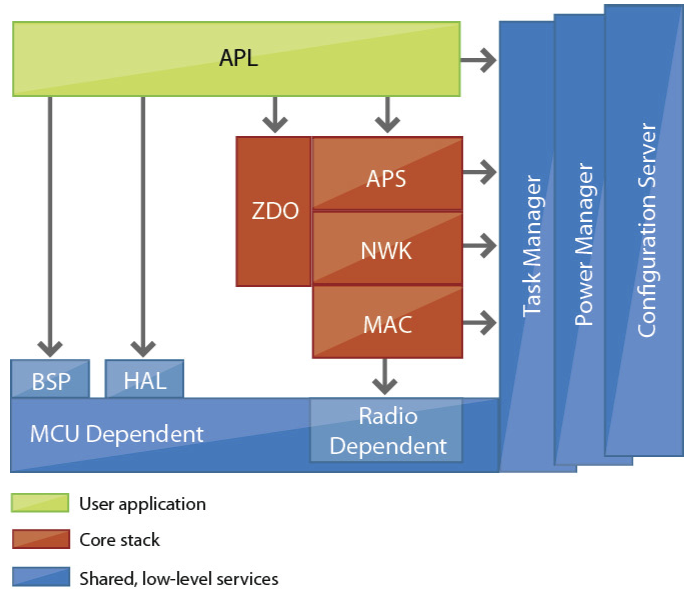 APL
ZDO
APS
NWK
MAC
Task Manager
Power Manager
Configuration Server
BSP
HAL
MCU Dependent
Radio
Dependent
User application
Core stack
Shared, low-level services